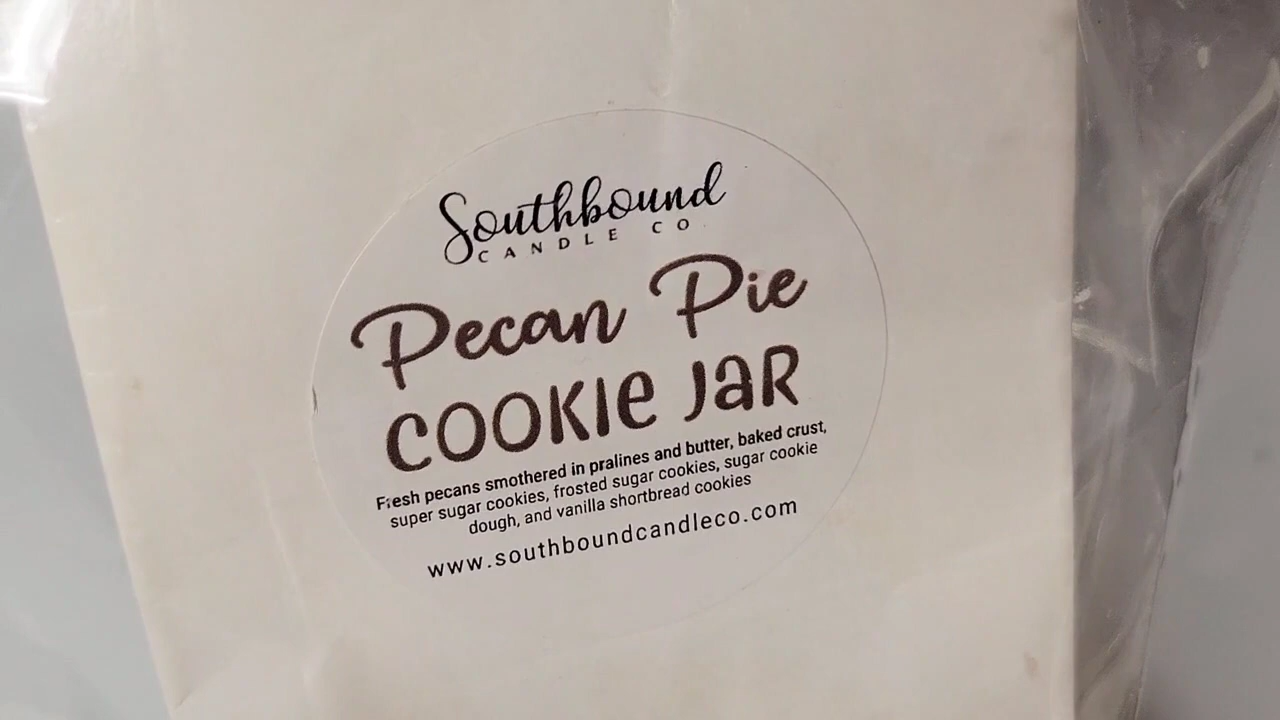 Southbound
CANDLE CO
Pecan Pie
COOKIE JaR
Fresh pecans smothered in pralines and butter, baked crust,
super sugar cookies, frosted sugar cookies, sugar cookie
dough, and vanilla shortbread cookies
www.southboundcandleco.com